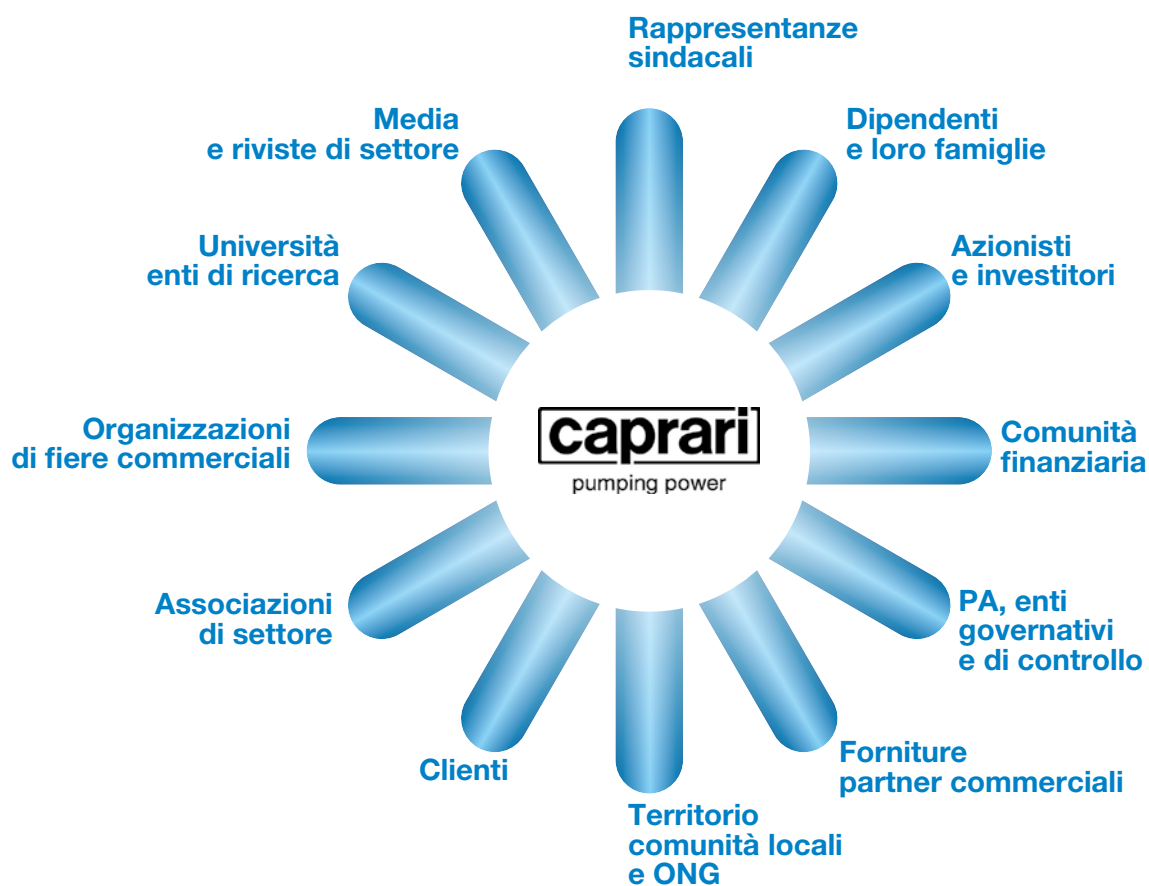 Rappresentanze
sindacali
Dipendenti
e loro famiglie
Azionisti
e investitori
Comunità
finanziaria
PA, enti
governativi
e di controllo
Forniture
partner commerciali
Territorio
comunità locali
e ONG
Clienti
Associazioni
di settore
Organizzazioni
di fiere commerciali
Università
enti di ricerca
Media
e riviste di settore
caprari
pumping power